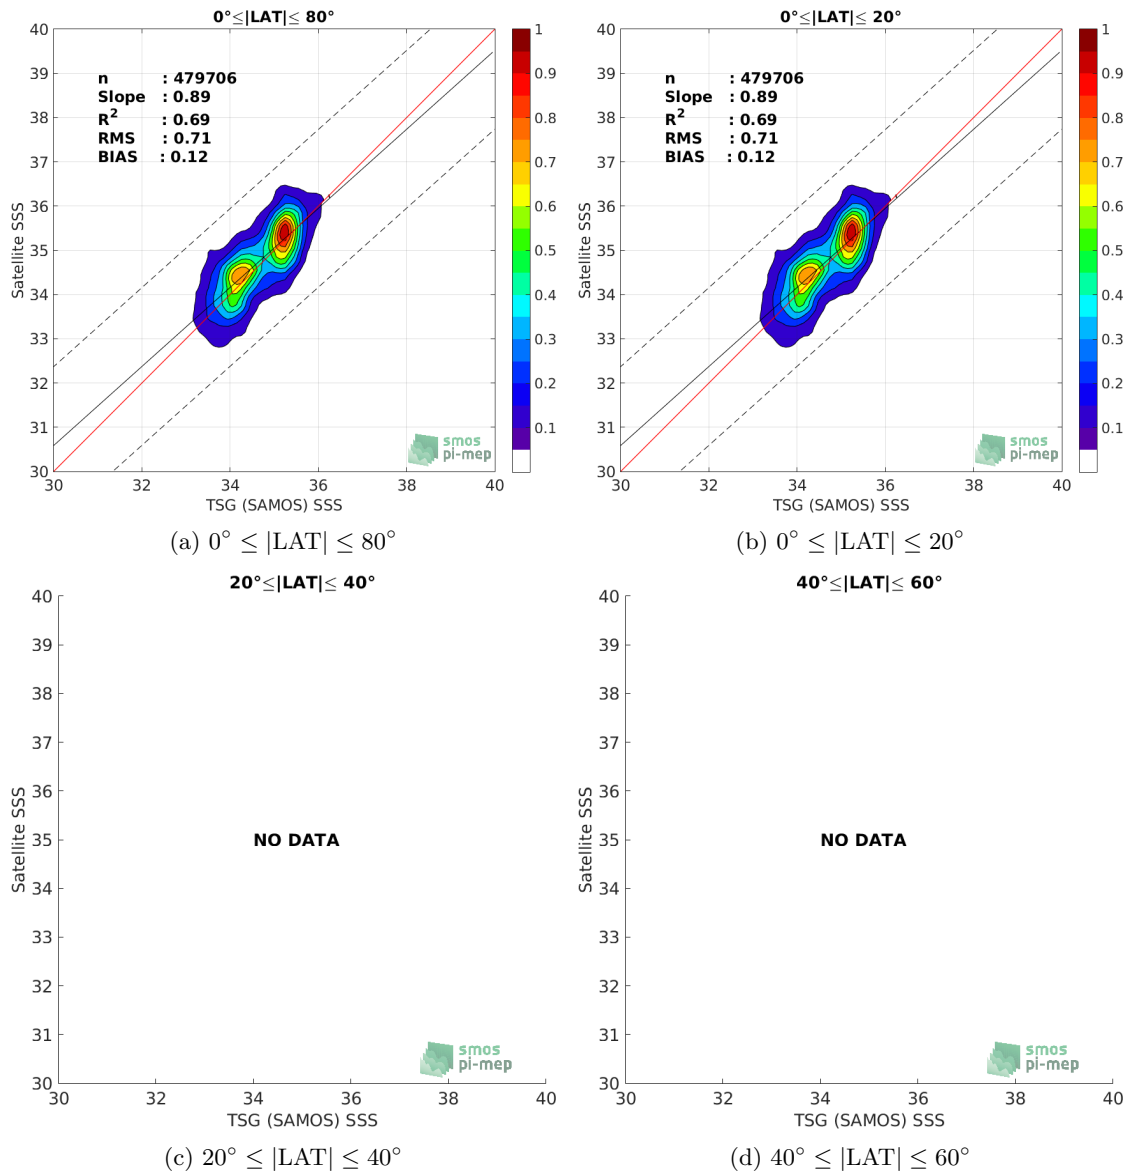 0°≤|LAT|≤ 80°
40
39
38
37
36
35
34
33
32
31
30
Satellite SSS
n : 479706
Slope : 0.89
R2 : 0.69
RMS : 0.71
BIAS : 0.12
smos
pi-mep
30 32 34 36 38 40
TSG (SAMOS) SSS
1
0.9
0.8
0.7
0.6
0.5
0.4
0.3
0.2
0.1
(a) 0° ≤ |LAT| ≤ 80°
0°≤|LAT|≤ 20°
40
39
38
37
36
35
34
33
32
31
30
Satellite SSS
n : 479706
Slope : 0.89
R2 : 0.69
RMS : 0.71
BIAS : 0.12
smos
pi-mep
30 32 34 36 38 40
TSG (SAMOS) SSS
1
0.9
0.8
0.7
0.6
0.5
0.4
0.3
0.2
0.1
(b) 0° ≤ |LAT| ≤ 20°
20°≤|LAT|≤ 40°
40
39
38
37
36
35
34
33
32
31
30
Satellite SSS
NO DATA
smos
pi-mep
30 32 34 36 38 40
TSG (SAMOS) SSS
(c) 20° ≤ |LAT| ≤ 40°
40°≤|LAT|≤ 60°
40
39
38
37
36
35
34
33
32
31
30
Satellite SSS
NO DATA
smos
pi-mep
30 32 34 36 38 40
TSG (SAMOS) SSS
(d) 40° ≤ |LAT| ≤ 60°